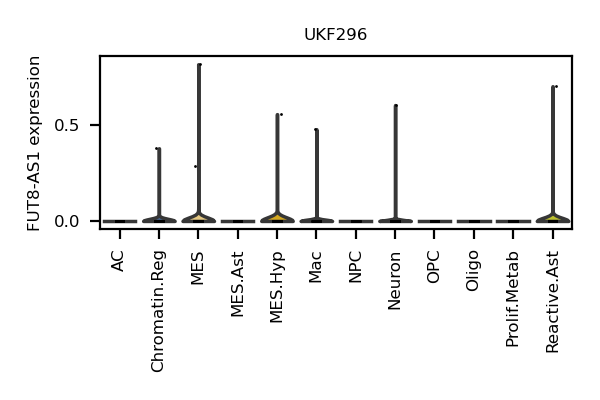 UKF296
FUT8-AS1 expression
0.5
0.0
AC
Chromatin.Reg
MES
MES.Ast
MES.Hyp
Mac
NPC
Neuron
OPC
Oligo
Prolif.Metab
Reactive.Ast